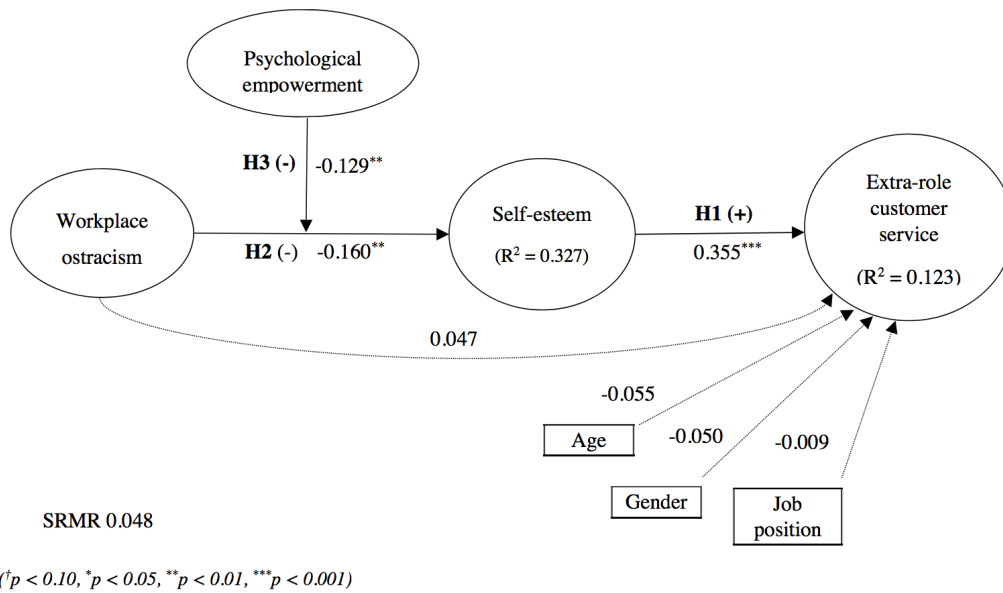 Psychological
empowerment
H3 (-) -0.129**
Workplace
ostracism
H2 (-) -0.160**
Self-esteem
(R² = 0.327)
H1 (+)
0.355***
Extra-role
customer
service
(R² = 0.123)
0.047
-0.055
Age
-0.050
Gender
-0.009
Job
position
SRMR 0.048
(†p < 0.10, *p < 0.05, **p < 0.01, ***p < 0.001)